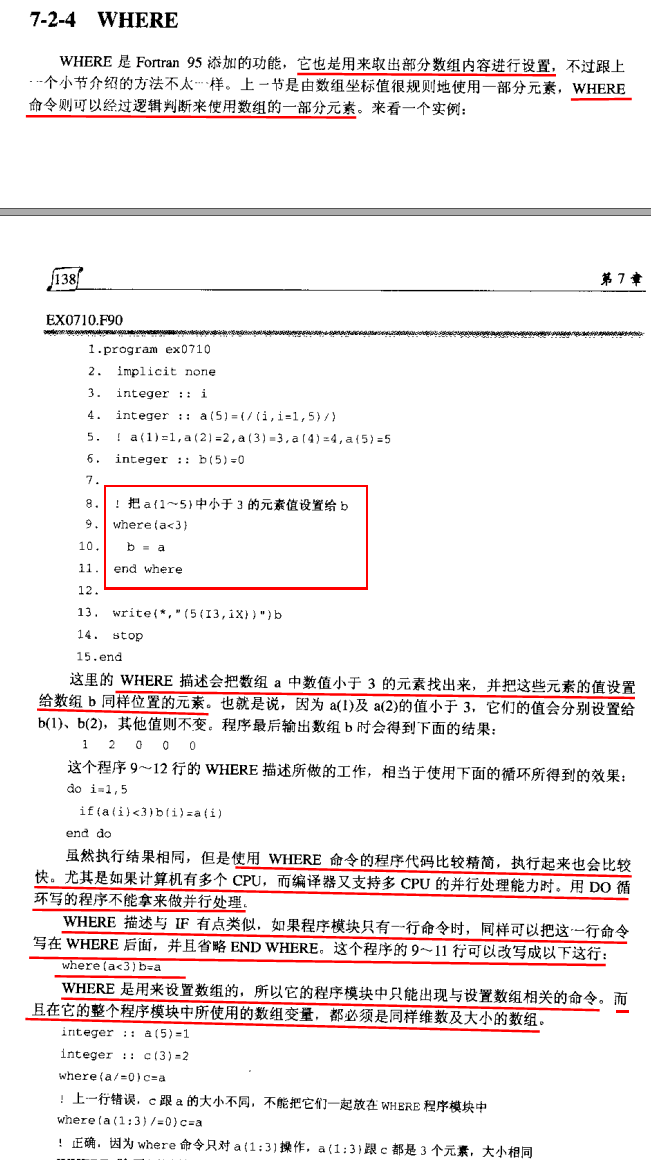 7-2-4 WHERE
WHERE 是 Fortran 95 添加的功能，它也是用来取出部分数组内容进行设置，不过跟上
一个小节介绍的方法不太一样。上一节是由数组坐标值很规则地使用一部分元素，WHERE
命令则可以经过逻辑判断来使用数组的一部分元素。来看一个实例：
138 第 7 章
EX0710.F90
1.program ex0710
2. implicit none
3. integer :: i
4. integer :: a(5)=(/(i,i=1,5)/)
5. ! a(1)=1,a(2)=2,a(3)=3,a(4)=4,a(5)=5
6. integer :: b(5)=0
7.
8. ! 把 a(1～5)中小于 3 的元素值设置给 b
9. where(a<3)
10. b = a
11. end where
12.
13. write(*,"(5(I3,1X))")b
14. stop
15.end
这里的 WHERE 描述会把数组 a 中数值小于 3 的元素找出来，并把这些元素的值设置
给数组 b 同样位置的元素。也就是说，因为 a(1)及 a(2)的值小于 3，它们的值会分别设置给
b(1)、b(2)，其他值则不变。程序最后输出数组 b 时会得到下面的结果：
1 2 0 0 0
这个程序 9～12 行的 WHERE 描述所做的工作，相当于使用下面的循环所得到的效果：
do i=1,5
if(a(i)<3)b(i)=a(i)
end do
虽然执行结果相同，但是使用 WHERE 命令的程序代码比较精简，执行起来也会比较
快。尤其是如果计算机有多个 CPU，而编译器又支持多 CPU 的并行处理能力时。用 DO 循
环写的程序不能拿来做并行处理。
WHERE 描述与 IF 有点类似，如果程序模块只有一行命令时，同样可以把这一行命令
写在 WHERE 后面，并且省略 END WHERE。这个程序的 9～11 行可以改写成以下这行：
where(a<3)b=a
WHERE 是用来设置数组的，所以它的程序模块中只能出现与设置数组相关的命令。而
且在它的整个程序模块中所使用的数组变量，都必须是同样维数及大小的数组。
integer :: a(5)=1
integer :: c(3)=2
where(a/=0)c=a
! 上一行错误，c 跟 a 的大小不同，不能把它们一起放在 WHERE 程序模块中
where(a(1:3)/=0)c=a
! 正确，因为 where 命令只对 a(1:3)操作，a(1:3)跟 c 都是 3 个元素，大小相同